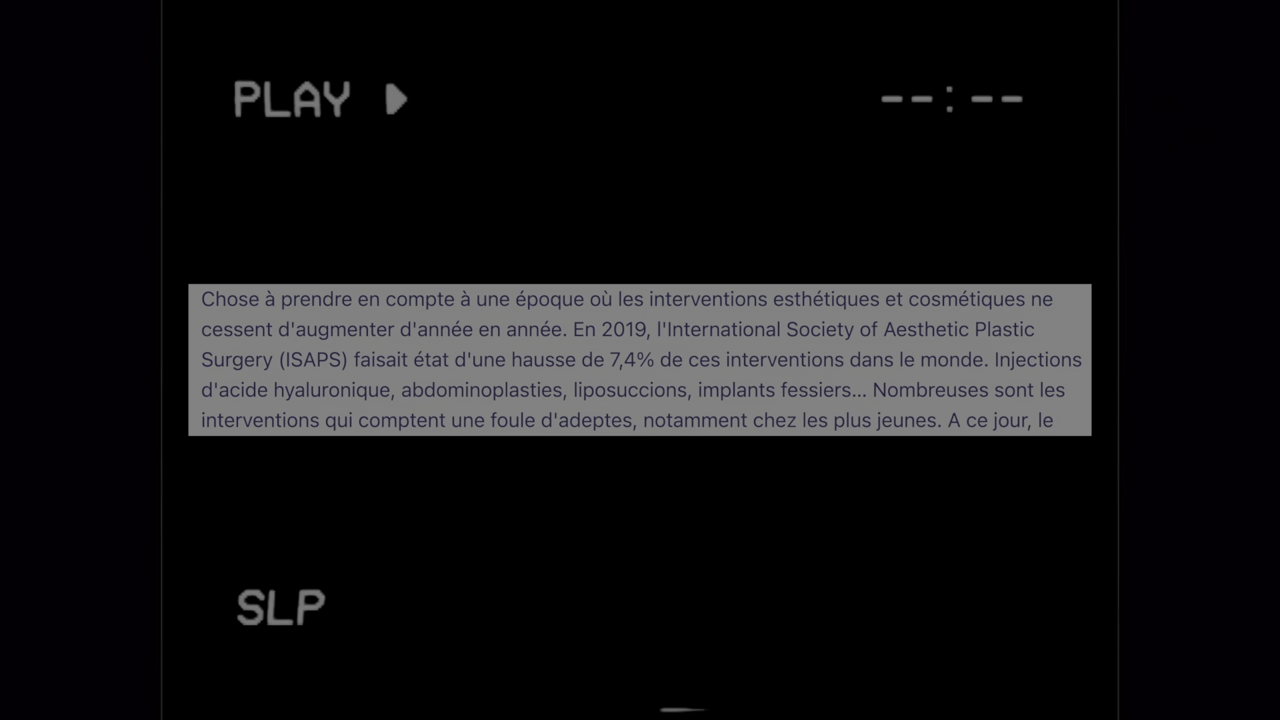 PLAY --:--
Chose à prendre en compte à une époque où les interventions esthétiques et cosmétiques ne
cessent d'augmenter d'année en année. En 2019, l'International Society of Aesthetic Plastic
Surgery (ISAPS) faisait état d'une hausse de 7,4% de ces interventions dans le monde. Injections
d'acide hyaluronique, abdominoplasties, liposuccions, implants fessiers... Nombreuses sont les
interventions qui comptent une foule d'adeptes, notamment chez les plus jeunes. A ce jour, le
SLP